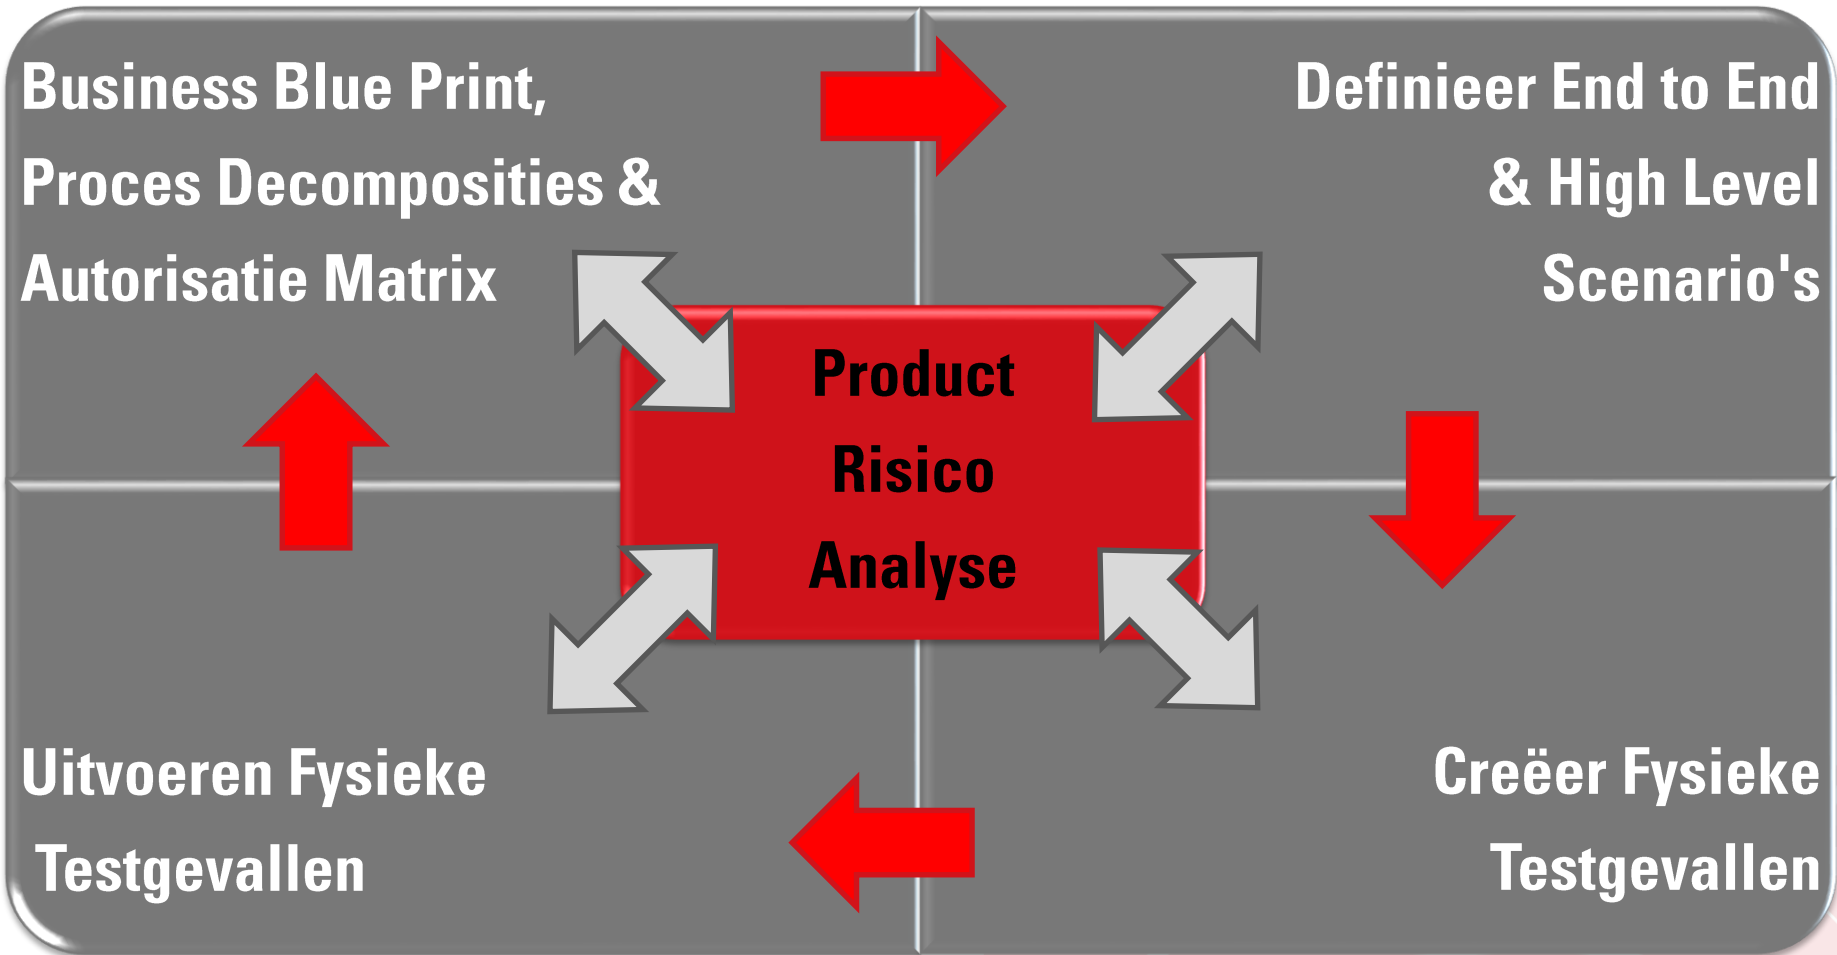 Business Blue Print,
Proces Decomposities &
Autorisatie Matrix
Definieer End to End
& High Level
Scenario's
Product
Risico
Analyse
Uitvoeren Fysieke
Testgevallen
Creëer Fysieke
Testgevallen